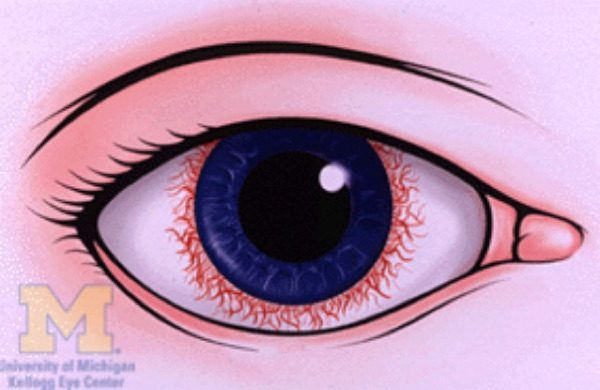 M
University of Michigan
Kellogg Eye Center